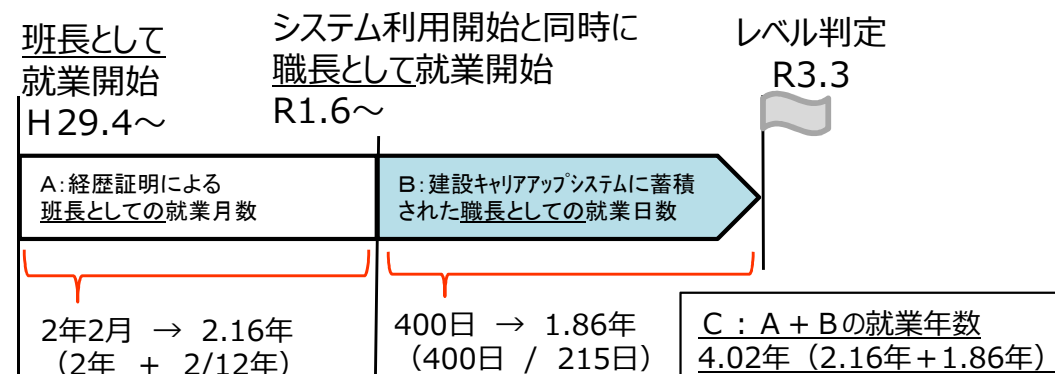 班長として
就業開始
H29.4～
システム利用開始と同時に
職長として就業開始
R1.6～
レベル判定
R3.3
A：経歴証明による
班長としての就業月数
B：建設ｷｬﾘｱｱｯﾌﾟｼｽﾃﾑに蓄積
された職長としての就業日数
2年2月 → 2.16年
（2年 + 2/12年）
400日 → 1.86年
（400日 / 215日）
C：A＋Bの就業年数
4.02年（2.16年＋1.86年）